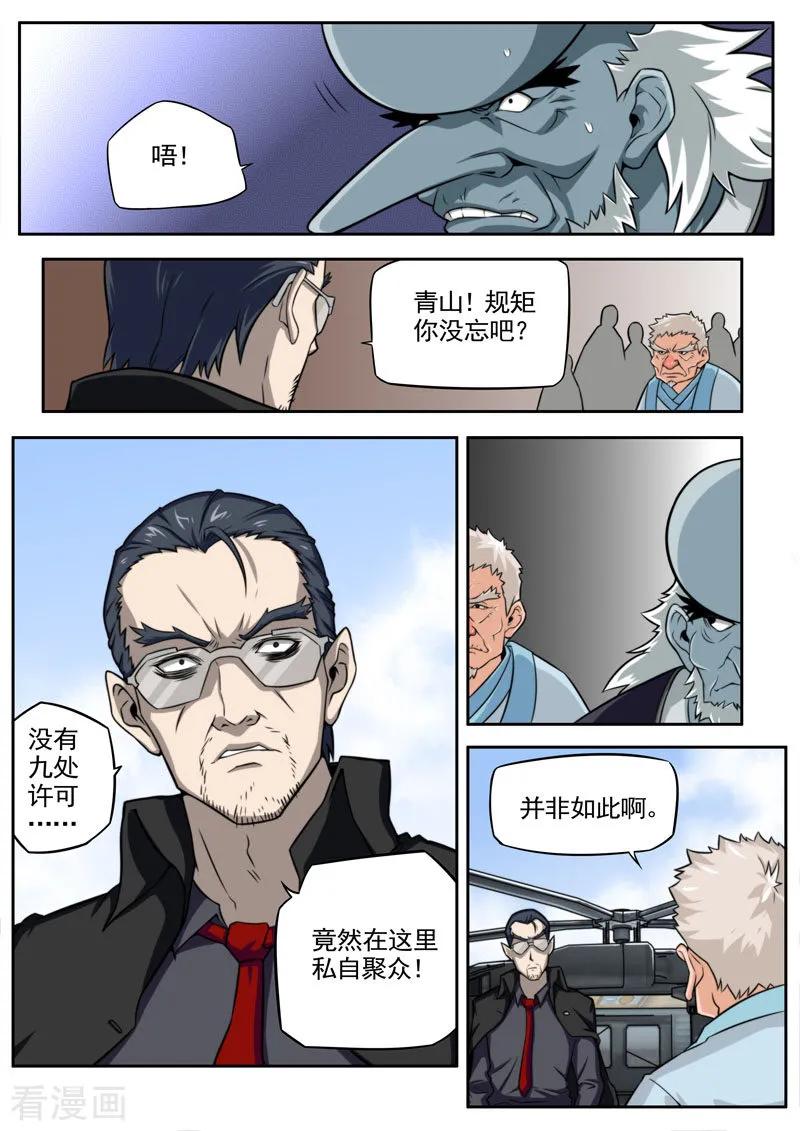 唔！
青山！规矩
你没忘吧？
没有
九处
许可
……
竟然在这里
私自聚众！
并非如此啊。
看漫画